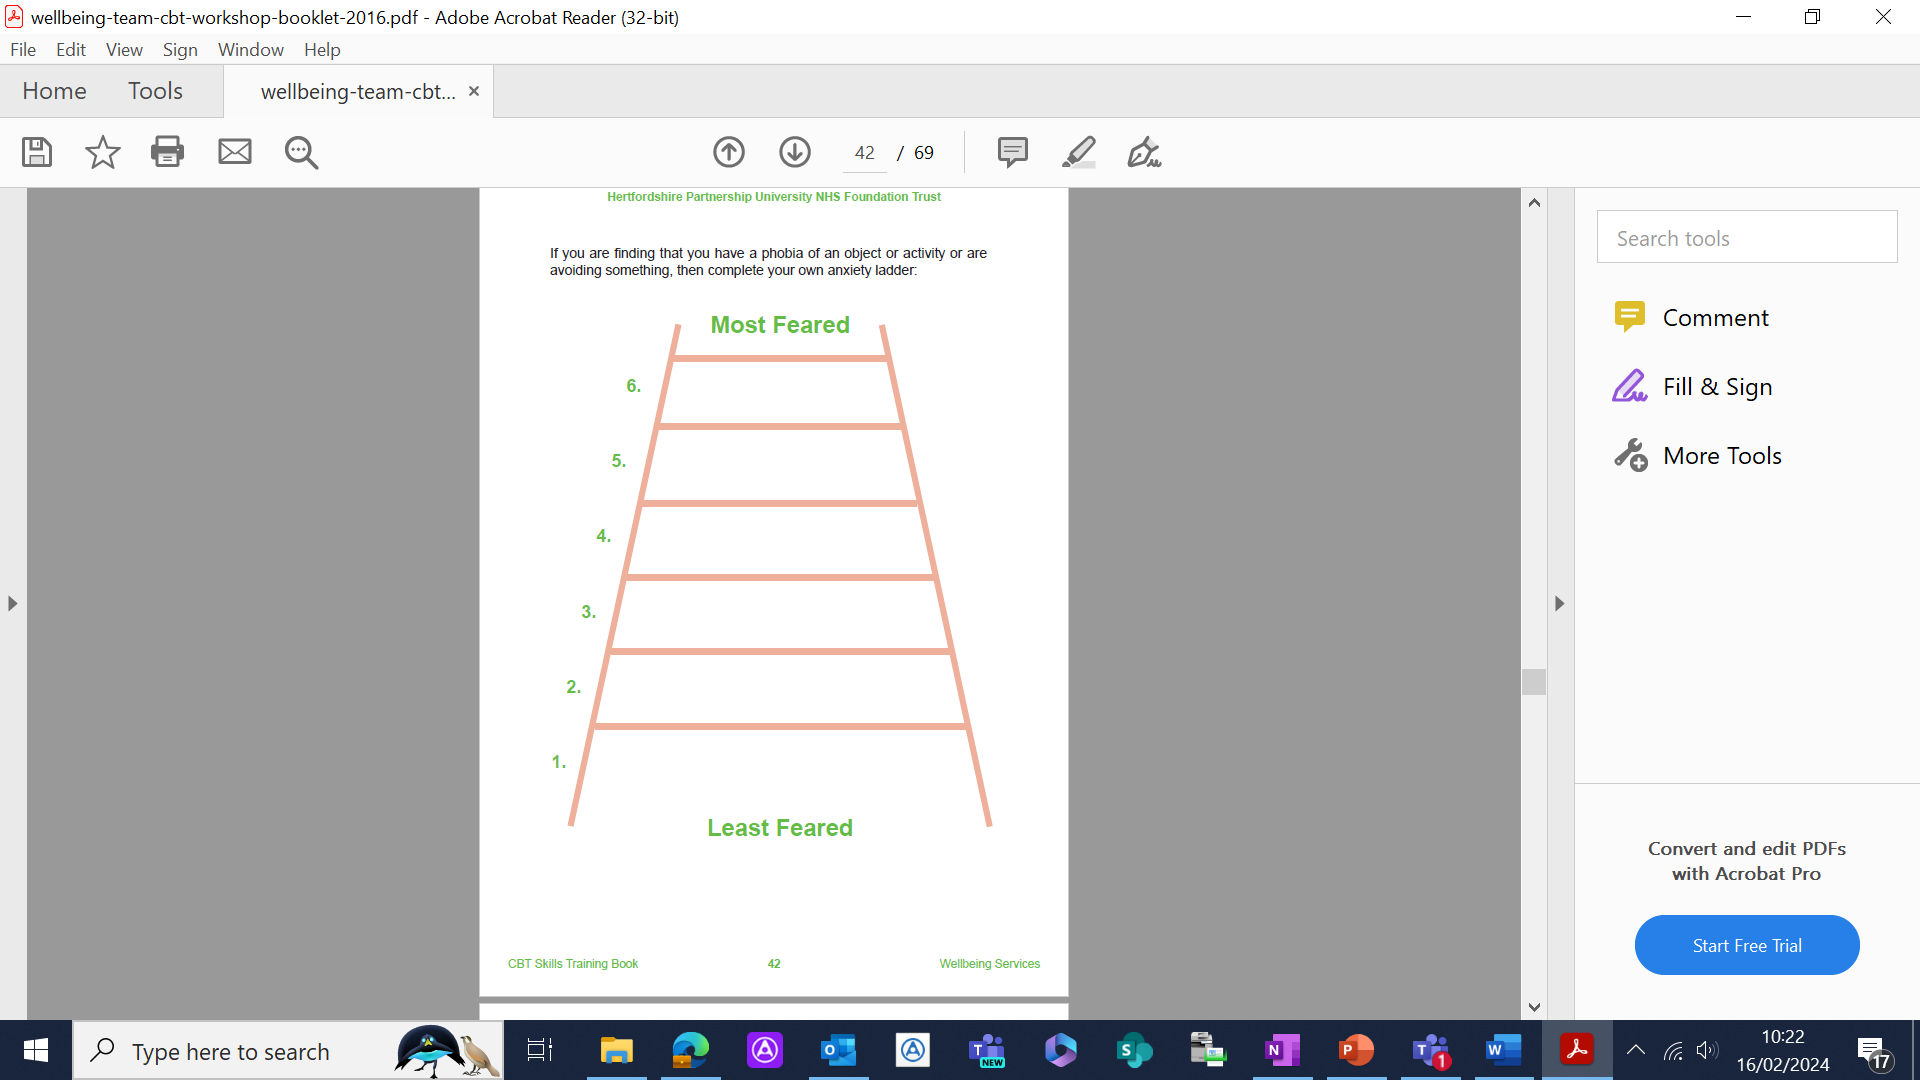 wellbeing-team-cbt-workshop-booklet-2016.pdf - Adobe Acrobat Reader (32-bit)
File Edit View Sign Window Help
Home Tools wellbeing-team-cbt... ×
42 / 69
Hertfordshire Partnership University NHS Foundation Trust
If you are finding that you have a phobia of an object or activity or are
avoiding something, then complete your own anxiety ladder:
Most Feared
6.
5.
4.
3.
2.
1.
Least Feared
CBT Skills Training Book 42 Wellbeing Services
Search tools
Comment
Fill & Sign
More Tools
Convert and edit PDFs
with Acrobat Pro
Start Free Trial
Type here to search
NEW
1
10:22
16/02/2024
17